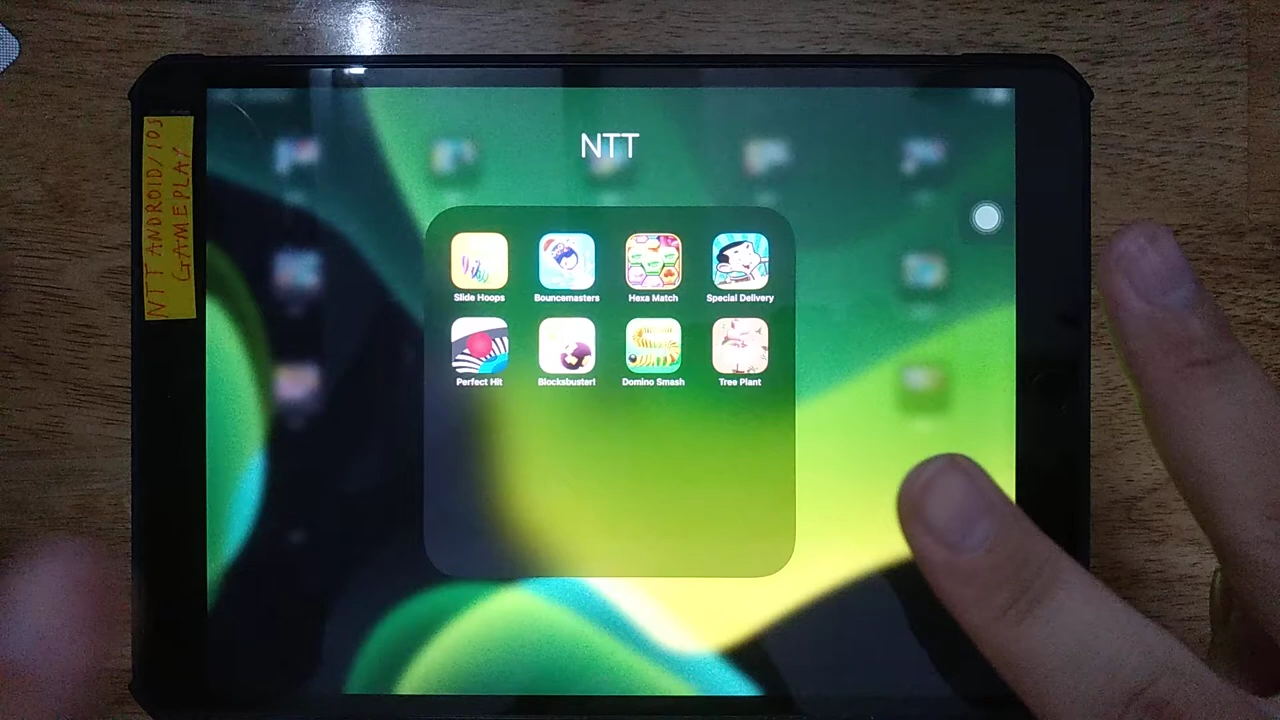 NTT ANDROID/IOS
GAMEPLAY
NTT
Slide Hoops
Bouncemasters
Hexa Match
Special Delivery
Perfect Hit
Blocksbuster!
Domino Smash
Tree Plant